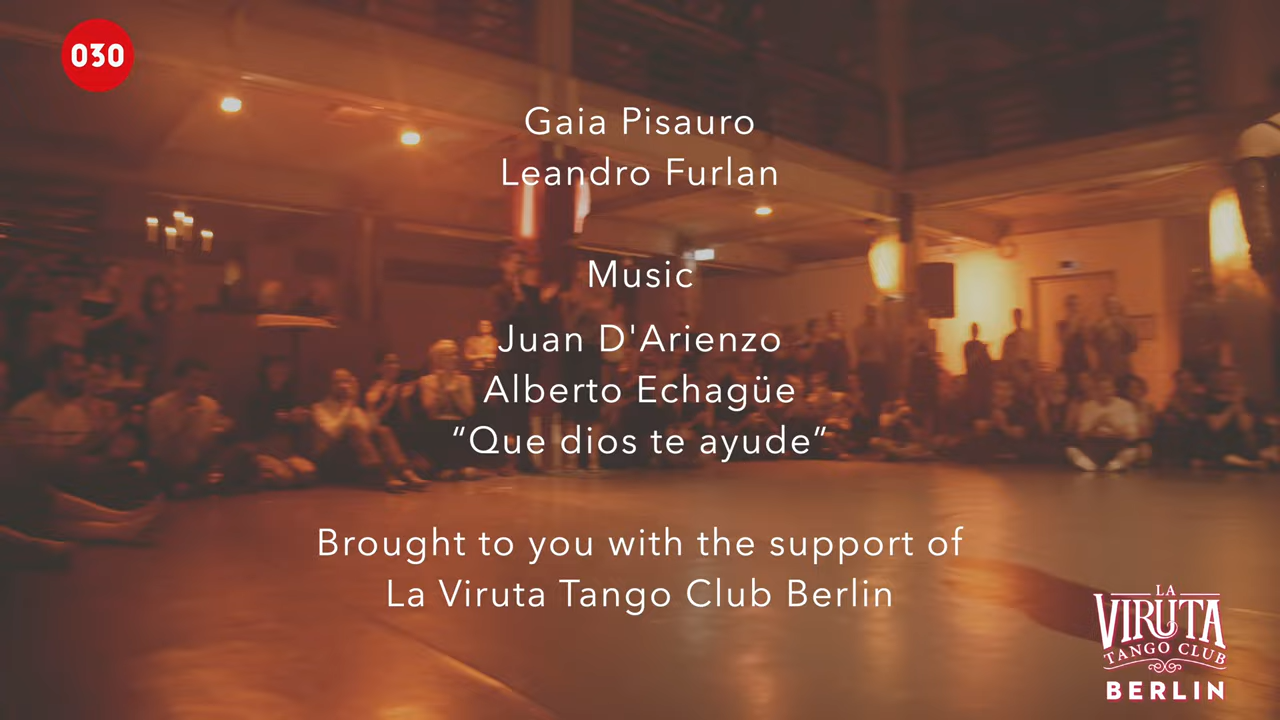 030
Gaia Pisauro
Leandro Furlan
Music
Juan D'Arienzo
Alberto Echagüe
“Que dios te ayude”
Brought to you with the support of
La Viruta Tango Club Berlin
LA
VIRUTA
TANGO CLUB
BERLIN